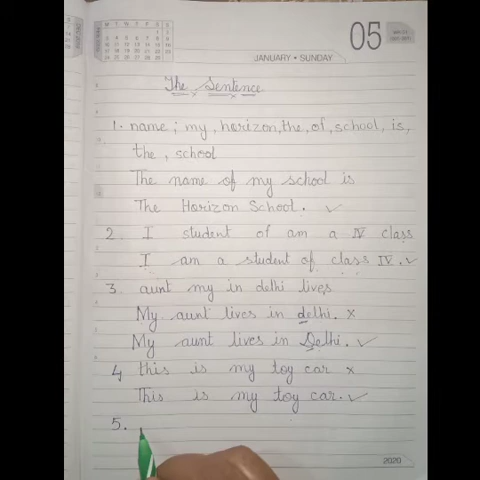 05
JANUARY • SUNDAY
The Sentence
1. name; my, horizon, the, of, school, is,
the, school
The name of my school is
The Horizon School. ✓
2. I student of am a IV class
I am a student of class IV. ✓
3. aunt my in delhi lives
My aunt lives in delhi. x
My aunt lives in Delhi. ✓
4 this is my toy car x
This is my toy car. ✓
5.
2020